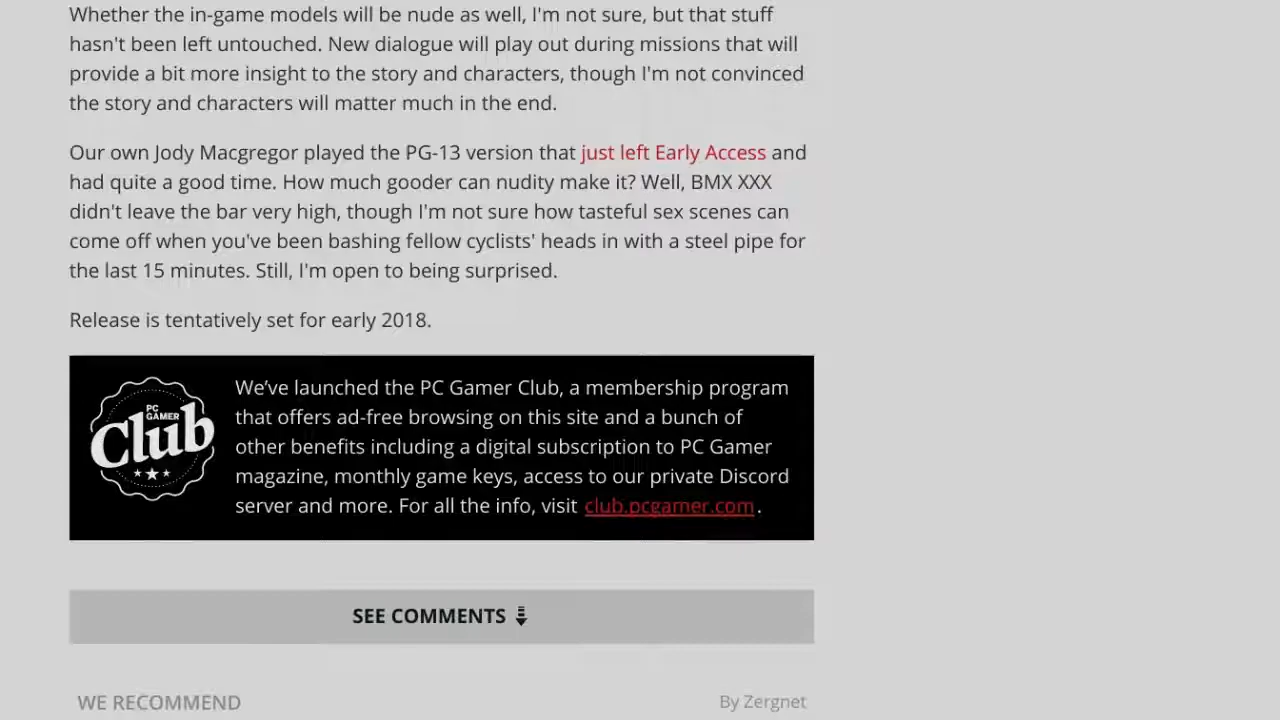 Whether the in-game models will be nude as well, I'm not sure, but that stuff
hasn't been left untouched. New dialogue will play out during missions that will
provide a bit more insight to the story and characters, though I'm not convinced
the story and characters will matter much in the end.
Our own Jody Macgregor played the PG-13 version that just left Early Access and
had quite a good time. How much gooder can nudity make it? Well, BMX XXX
didn't leave the bar very high, though I'm not sure how tasteful sex scenes can
come off when you've been bashing fellow cyclists' heads in with a steel pipe for
the last 15 minutes. Still, I'm open to being surprised.
Release is tentatively set for early 2018.
PC
GAMER
Club
We’ve launched the PC Gamer Club, a membership program
that offers ad-free browsing on this site and a bunch of
other benefits including a digital subscription to PC Gamer
magazine, monthly game keys, access to our private Discord
server and more. For all the info, visit club.pcgamer.com.
SEE COMMENTS
WE RECOMMEND
By Zergnet